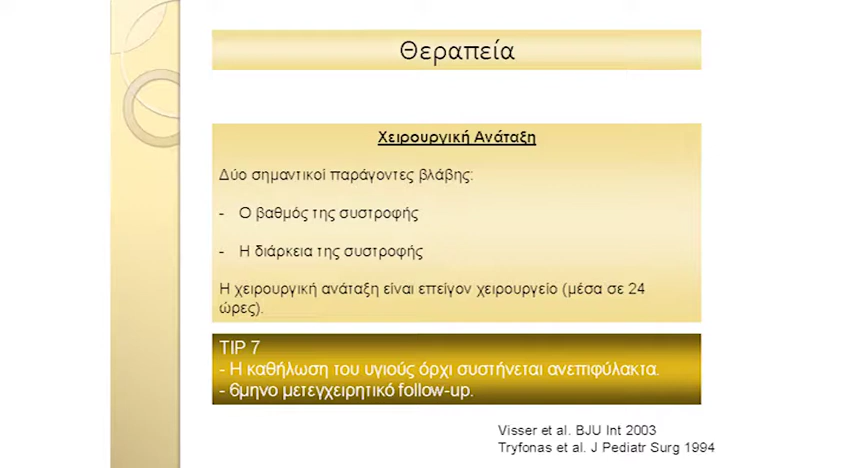 Θεραπεία
Χειρουργική Ανάταξη
Δύο σημαντικοί παράγοντες βλάβης:
- Ο βαθμός της συστροφής
- Η διάρκεια της συστροφής
Η χειρουργική ανάταξη είναι επείγον χειρουργείο (μέσα σε 24
ώρες).
TIP 7
- Η καθήλωση του υγιούς όρχι συστήνεται ανεπιφύλακτα.
- 6μηνο μετεγχειρητικό follow-up.
Visser et al. BJU Int 2003
Tryfonas et al. J Pediatr Surg 1994